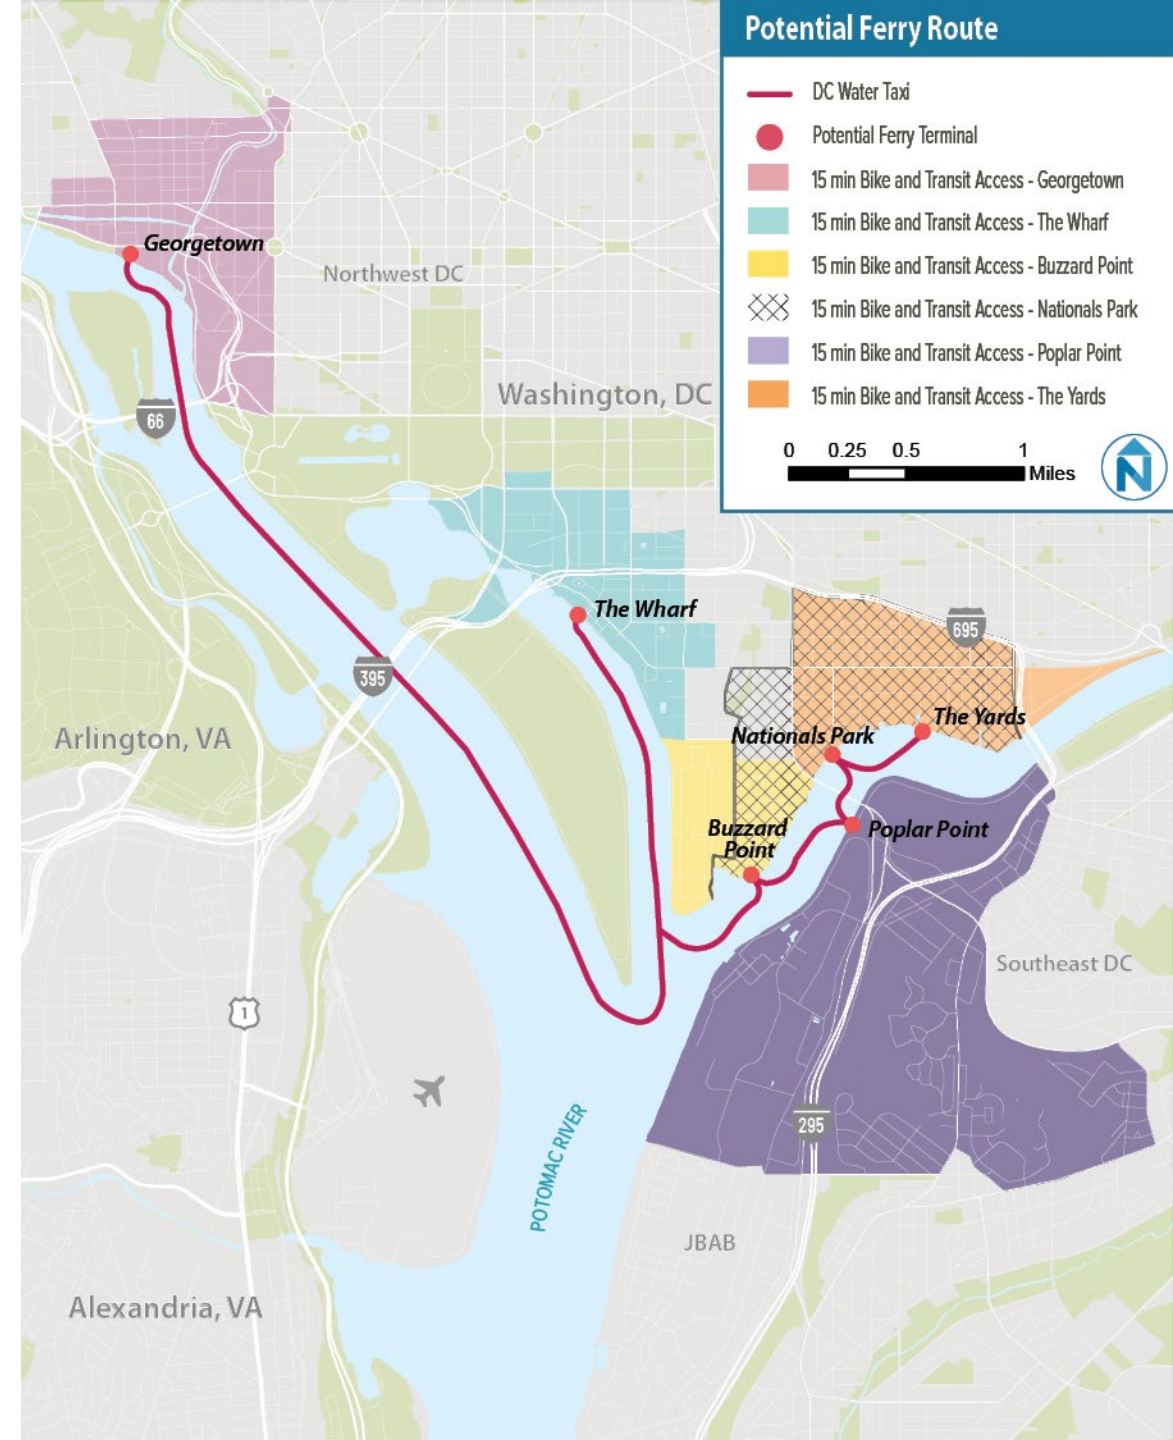 Potential Ferry Route
DC Water Taxi
Potential Ferry Terminal
15 min Bike and Transit Access - Georgetown
15 min Bike and Transit Access - The Wharf
15 min Bike and Transit Access - Buzzard Point
15 min Bike and Transit Access - Nationals Park
15 min Bike and Transit Access - Poplar Point
15 min Bike and Transit Access - The Yards
0 0.25 0.5 1
Miles
N
Georgetown
Northwest DC
Washington, DC
66
The Wharf
695
395
The Yards
Arlington, VA
Nationals Park
Buzzard
Point
Poplar Point
Southeast DC
1
295
POTOMAC RIVER
JBAB
Alexandria, VA